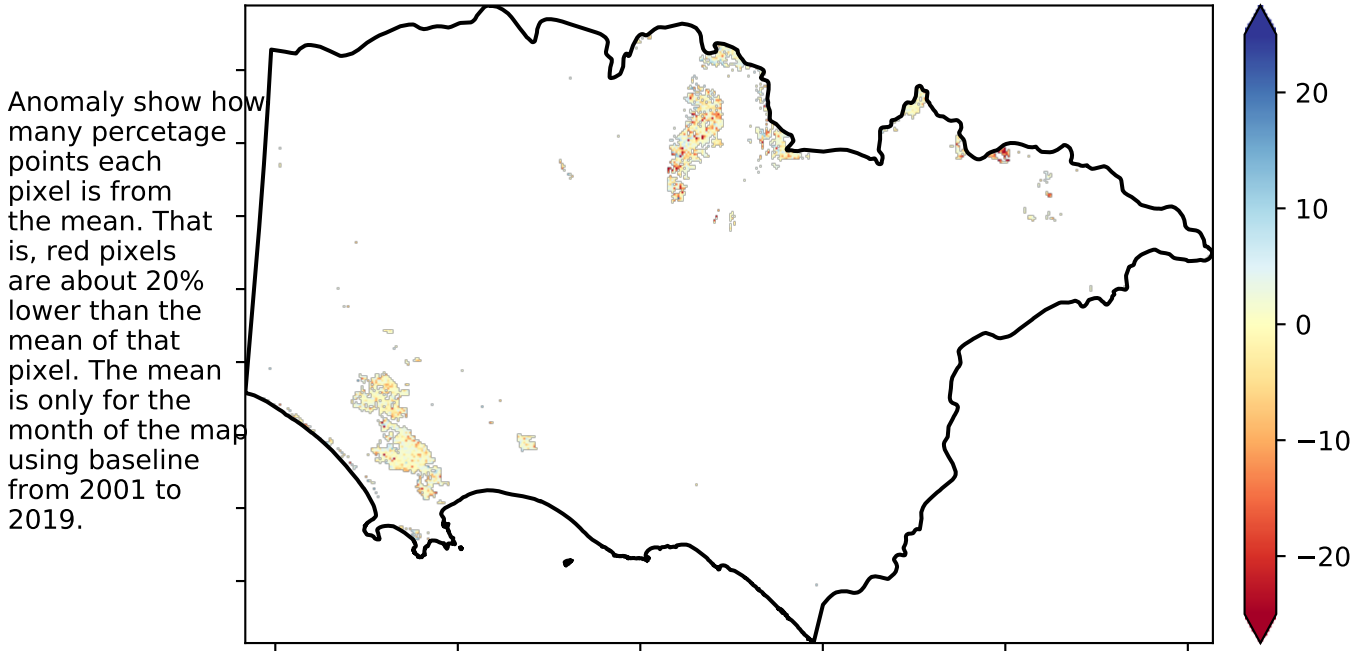 Anomaly show how
many percetage
points each
pixel is from
the mean. That
is, red pixels
are about 20%
lower than the
mean of that
pixel. The mean
is only for the
month of the map
using baseline
from 2001 to
2019.
20
10
0
−10
−20